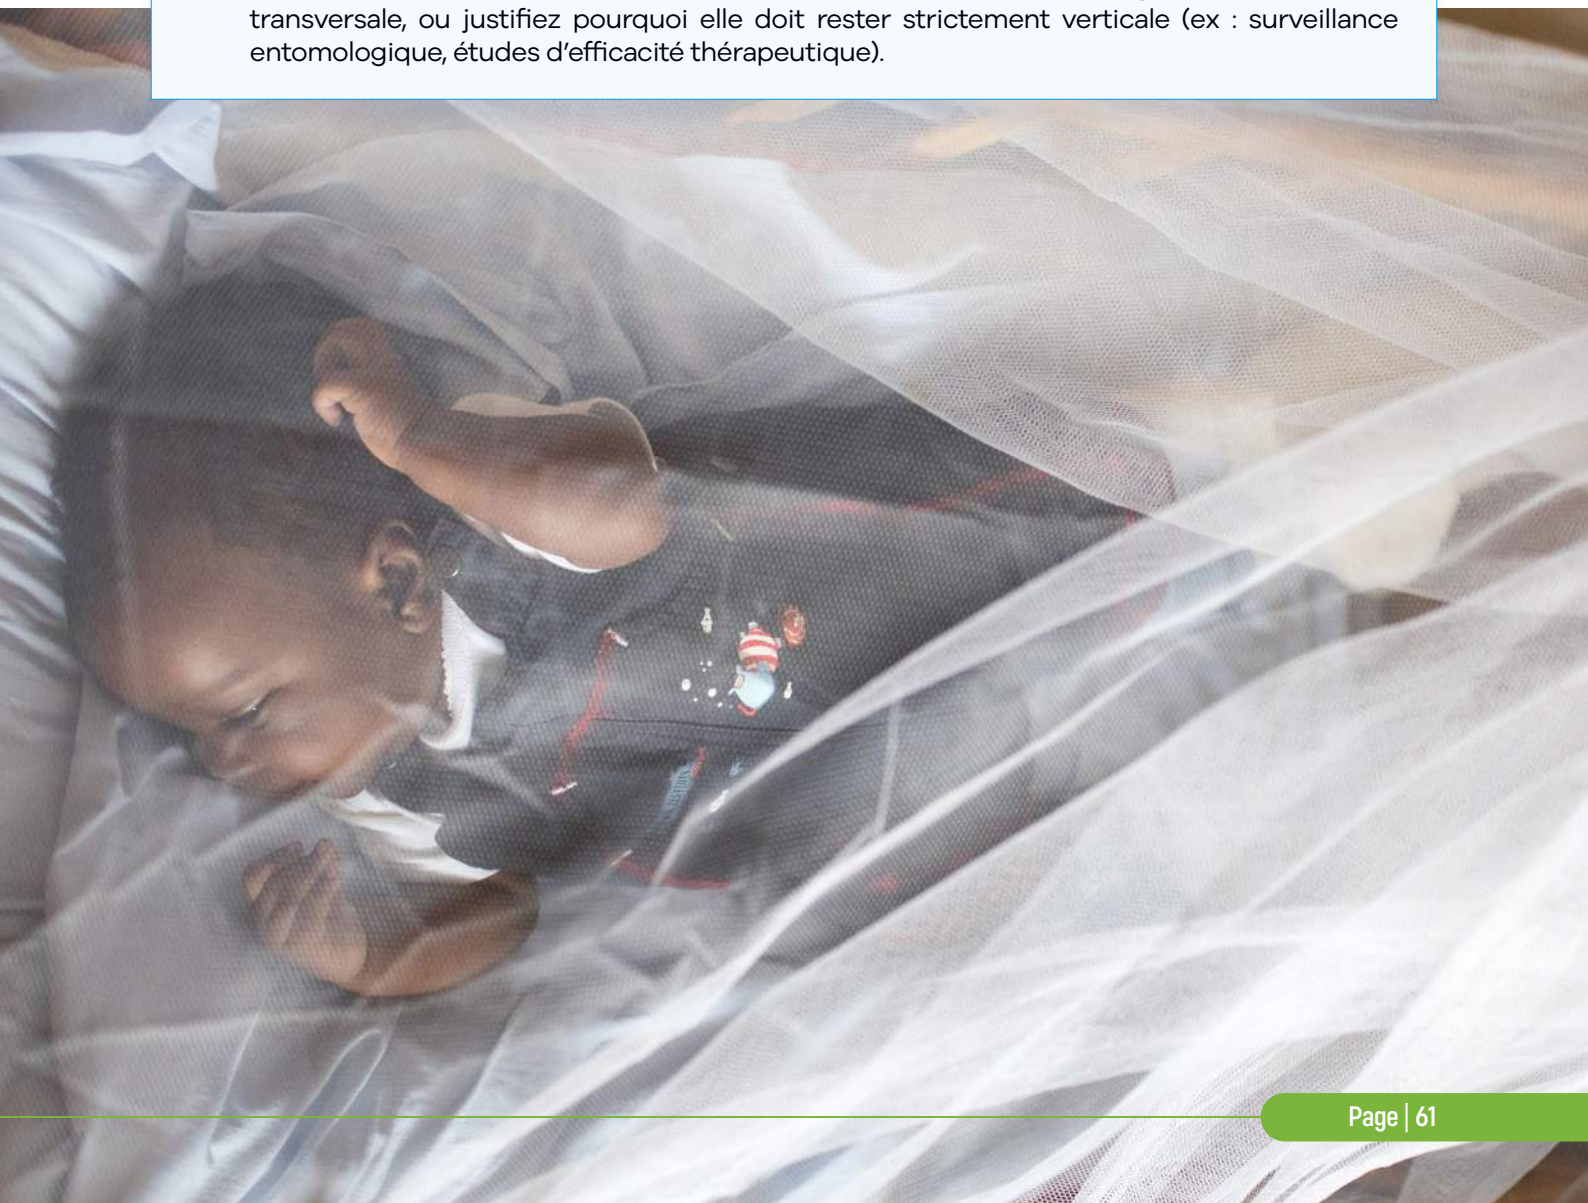 transversale, ou justifiez pourquoi elle doit rester strictement verticale (ex : surveillance
entomologique, études d’efficacité thérapeutique).
Page | 61